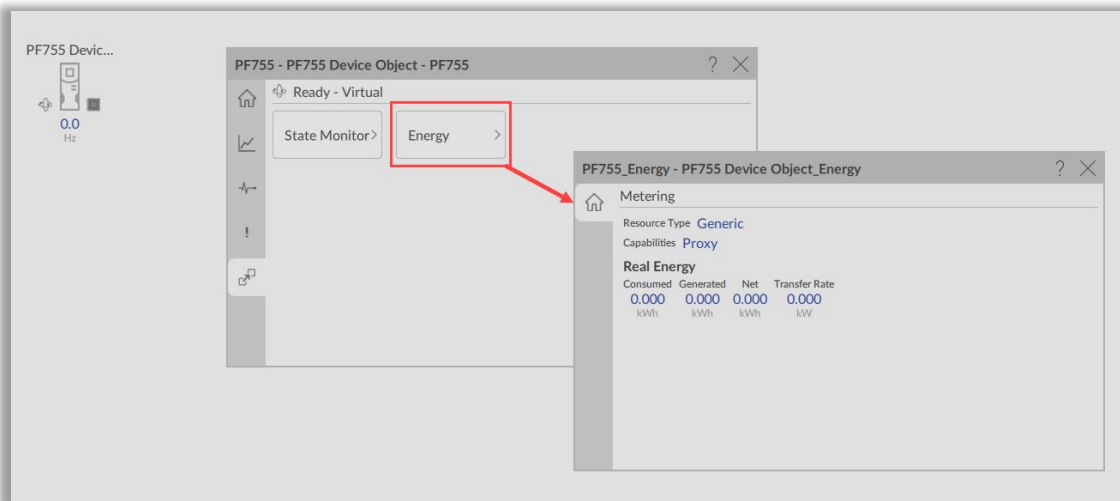 PF755 Devic...
0.0
Hz
PF755 - PF755 Device Object - PF755 ?
Ready - Virtual
State Monitor >
Energy >
PF755_Energy - PF755 Device Object_Energy ?
Metering
Resource Type Generic
Capabilities Proxy
Real Energy
Consumed Generated Net Transfer Rate
0.000 0.000 0.000 0.000
kWh kWh kWh kW
!